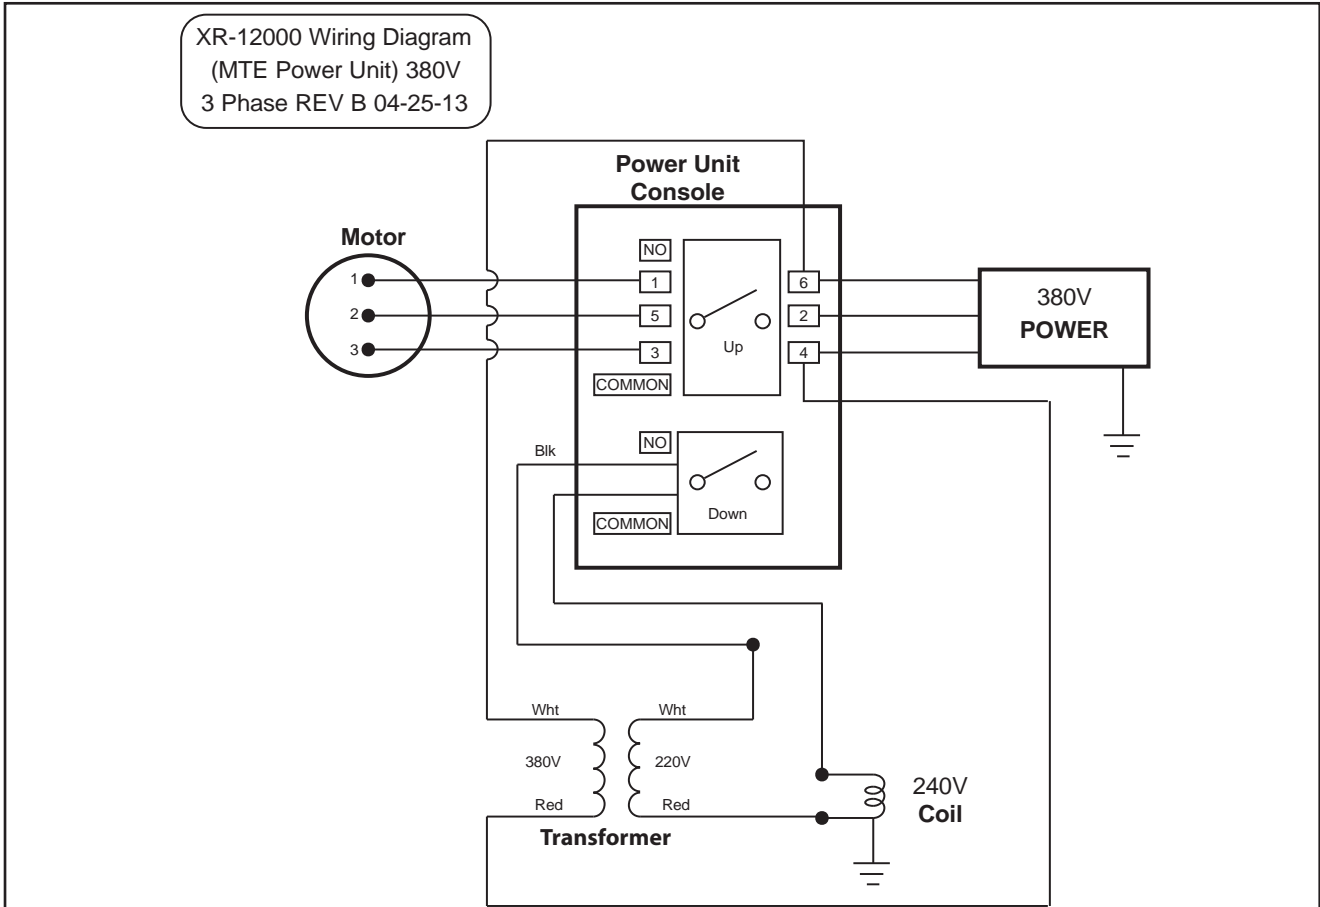 XR-12000 Wiring Diagram
(MTE Power Unit) 380V
3 Phase REV B 04-25-13
Power Unit
Console
Motor
NO
1
1
6
2
5
2
3
3
4
Up
COMMON
380V
POWER
NO
Blk
Down
COMMON
Wht
Wht
380V
220V
Red
Red
Transformer
240V
Coil